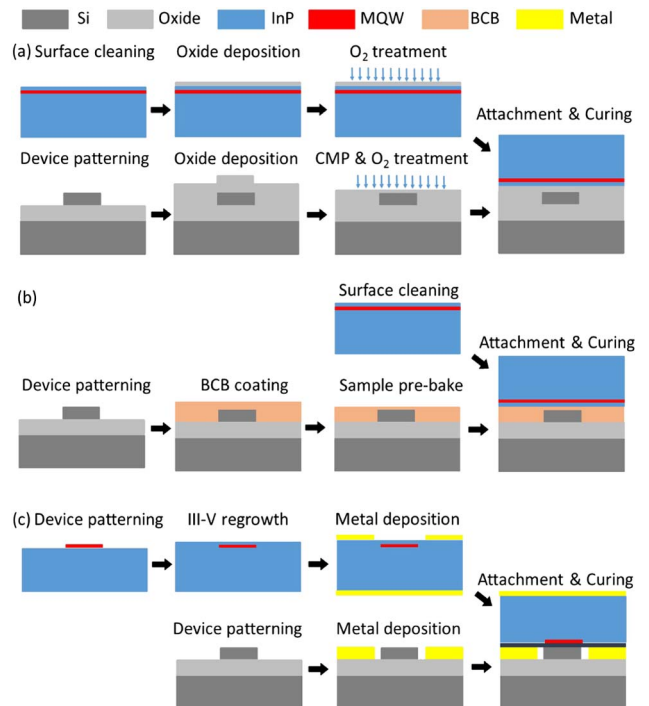 Si Oxide InP MQW BCB Metal
(a) Surface cleaning Oxide deposition O2 treatment
Attachment & Curing
Device patterning Oxide deposition CMP & O2 treatment
(b)
Surface cleaning
Attachment & Curing
Device patterning BCB coating Sample pre-bake
(c) Device patterning III-V regrowth Metal deposition
Attachment & Curing
Device patterning Metal deposition